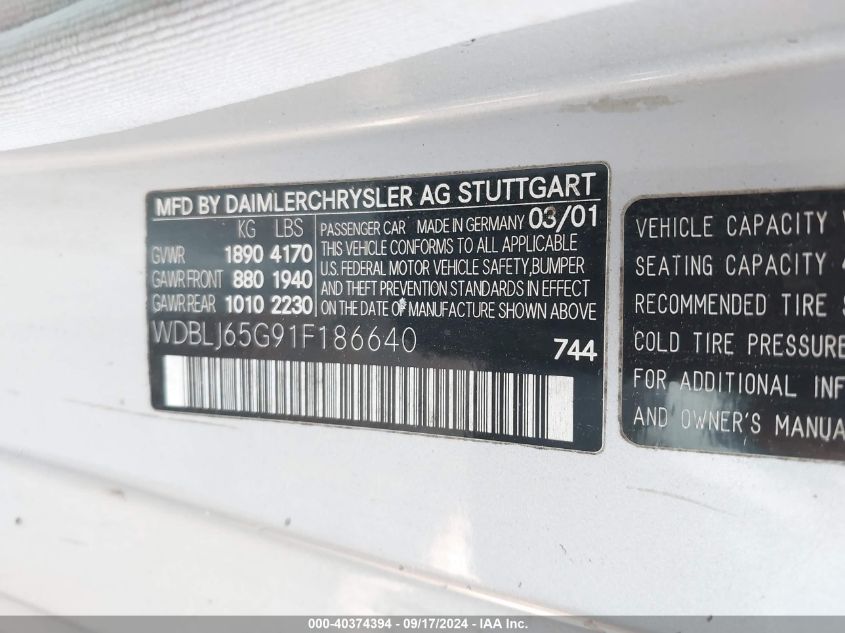 MFD BY DAIMLERCHRYSLER AG STUTTGART
KG LBS
GVWR 1890 4170
GAWR FRONT 880 1940
GAWR REAR 1010 2230
PASSENGER CAR MADE IN GERMANY 03/01
THIS VEHICLE CONFORMS TO ALL APPLICABLE
U.S. FEDERAL MOTOR VEHICLE SAFETY, BUMPER
AND THEFT PREVENTION STANDARDS IN EFFECT
ON THE DATE OF MANUFACTURE SHOWN ABOVE
WDBLJ65G91F186640
744
VEHICLE CAPACITY
SEATING CAPACITY
RECOMMENDED TIRE
COLD TIRE PRESSURE
FOR ADDITIONAL INF
AND OWNER'S MANUA
000-40374394 - 09/17/2024 - IAA Inc.